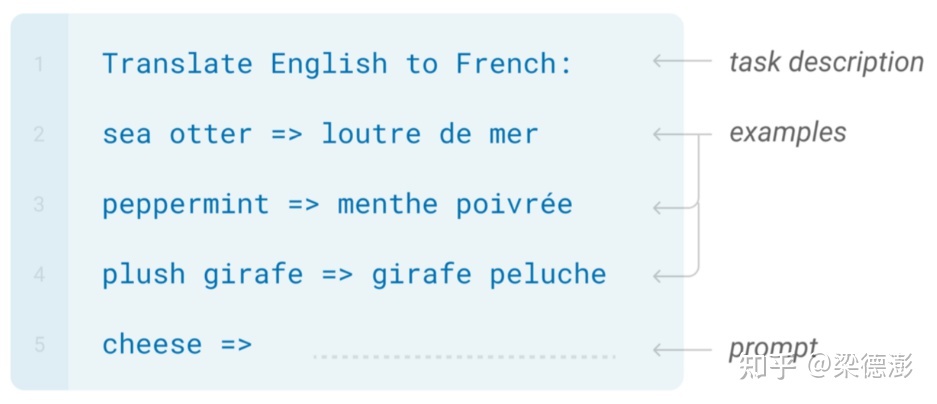 1 Translate English to French: task description
2 sea otter => loutre de mer examples
3 peppermint => menthe poivrée
4 plush girafe => girafe peluche
5 cheese => prompt
知乎 @梁德澎